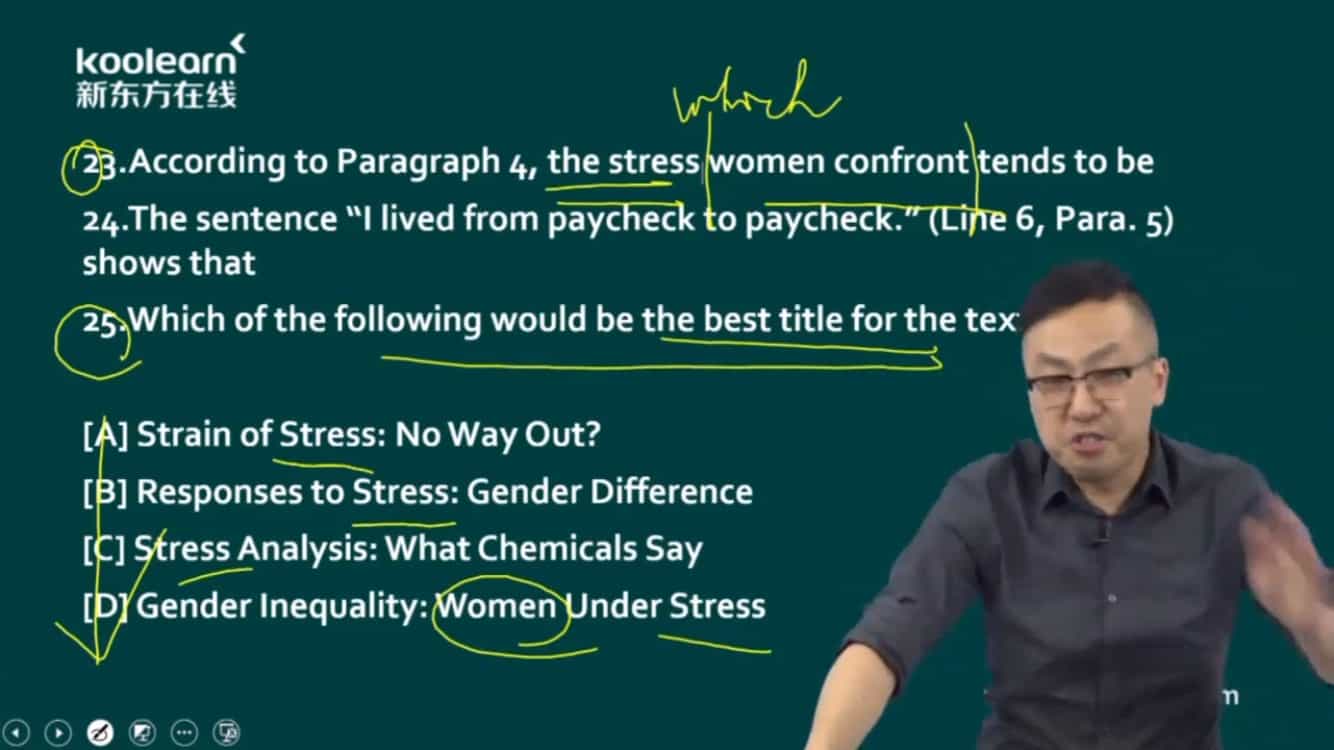 koolearn
新东方在线
which
23.According to Paragraph 4, the stress women confront tends to be
24.The sentence “I lived from paycheck to paycheck.” (Line 6, Para. 5)
shows that
25.Which of the following would be the best title for the
[A] Strain of Stress: No Way Out?
[B] Responses to Stress: Gender Difference
[C] Stress Analysis: What Chemicals Say
[D] Gender Inequality: Women Under Stress